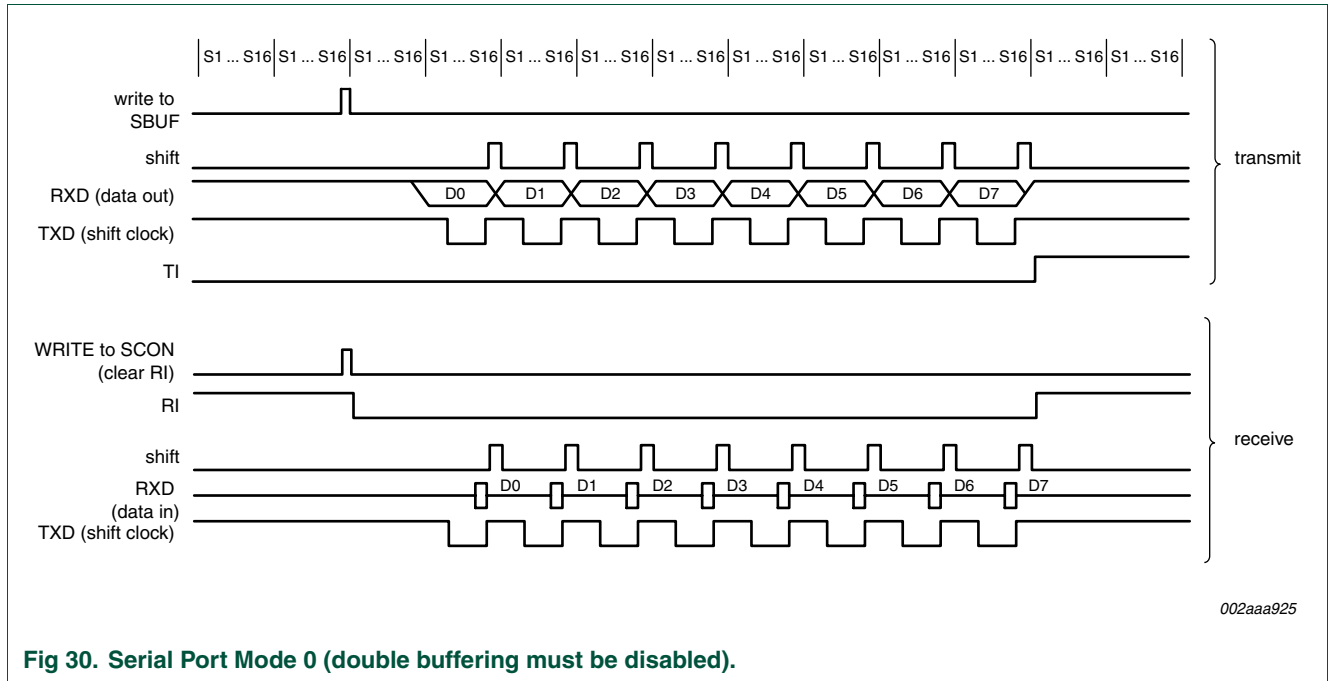 S1 ... S16 S1 ... S16 S1 ... S16 S1 ... S16 S1 ... S16 S1 ... S16 S1 ... S16 S1 ... S16 S1 ... S16 S1 ... S16 S1 ... S16 S1 ... S16 S1 ... S16
write to
SBUF
shift
RXD (data out) D0 D1 D2 D3 D4 D5 D6 D7
TXD (shift clock)
TI
transmit
WRITE to SCON
(clear RI)
RI
shift
RXD D0 D1 D2 D3 D4 D5 D6 D7
(data in)
TXD (shift clock)
receive
002aaa925
Fig 30. Serial Port Mode 0 (double buffering must be disabled).